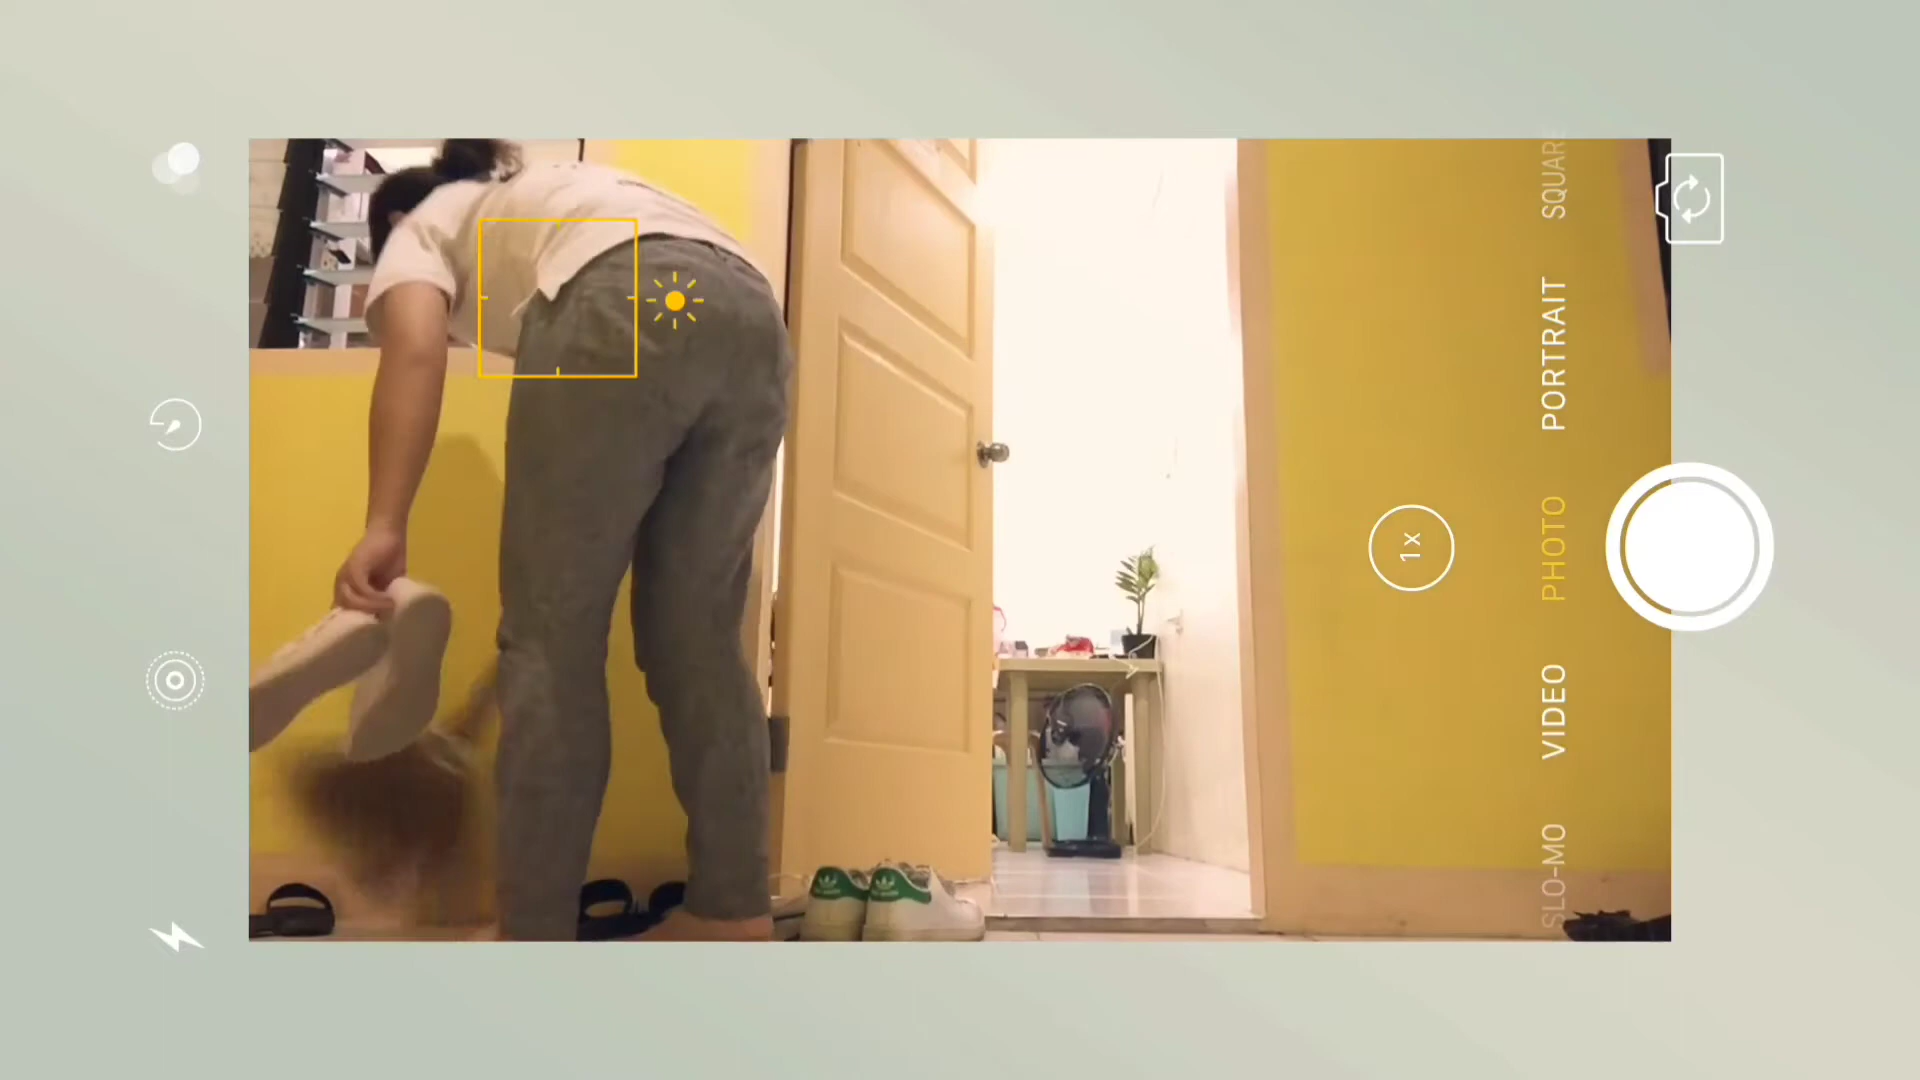 SQUARE
PORTRAIT
1x
PHOTO
VIDEO
SLO-MO